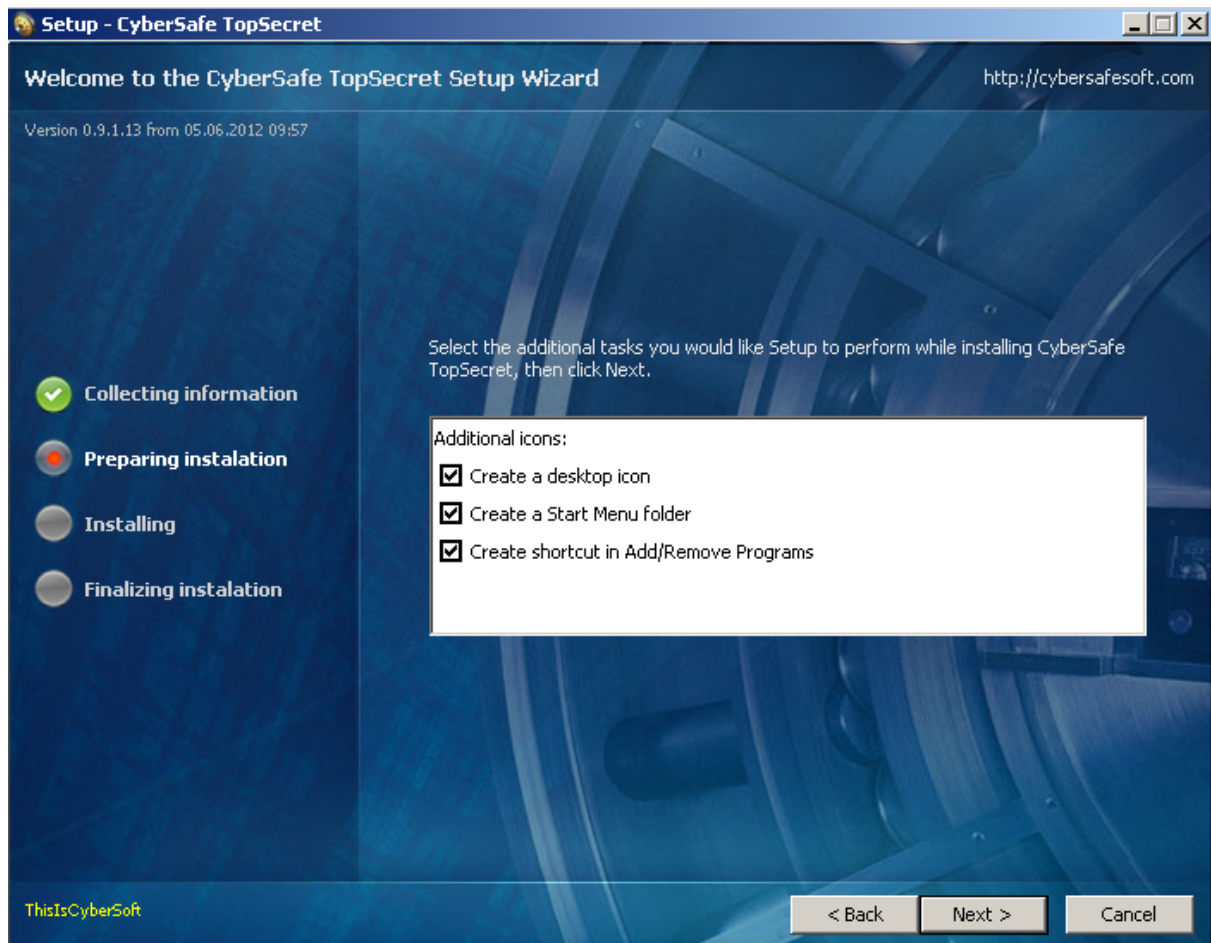 Setup - CyberSafe TopSecret
Welcome to the CyberSafe TopSecret Setup Wizard
http://cybersafesoft.com
Version 0.9.1.13 from 05.06.2012 09:57
Select the additional tasks you would like Setup to perform while installing CyberSafe
TopSecret, then click Next.
Collecting information
Preparing instalation
Installing
Finalizing instalation
Additional icons:
Create a desktop icon
Create a Start Menu folder
Create shortcut in Add/Remove Programs
ThisIsCyberSoft
< Back
Next >
Cancel